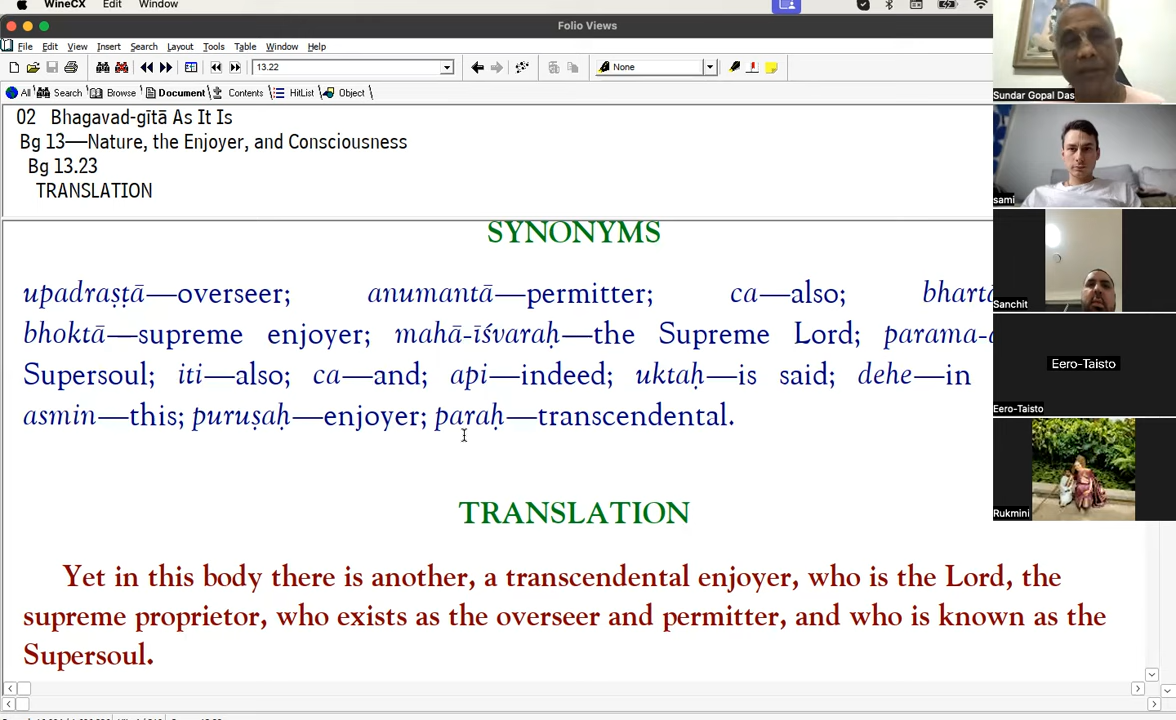 WineCX Edit Window
Folio Views
File Edit View Insert Search Layout Tools Table Window Help
13.22 None
All Search Browse Document Contents HitList Object
02 Bhagavad-gītā As It Is
Bg 13—Nature, the Enjoyer, and Consciousness
Bg 13.23
TRANSLATION
SYNONYMS
upadraṣṭā—overseer; anumantā—permitter; ca—also; bhartā
bhoktā—supreme enjoyer; mahā-īśvaraḥ—the Supreme Lord; parama-
Supersoul; iti—also; ca—and; api—indeed; uktaḥ—is said; dehe—in
asmin—this; puruṣaḥ—enjoyer; paraḥ—transcendental.
TRANSLATION
Yet in this body there is another, a transcendental enjoyer, who is the Lord, the
supreme proprietor, who exists as the overseer and permitter, and who is known as the
Supersoul.
Sundar Gopal Das
sami
Sanchit
Eero-Taisto
Eero-Taisto
Rukmini